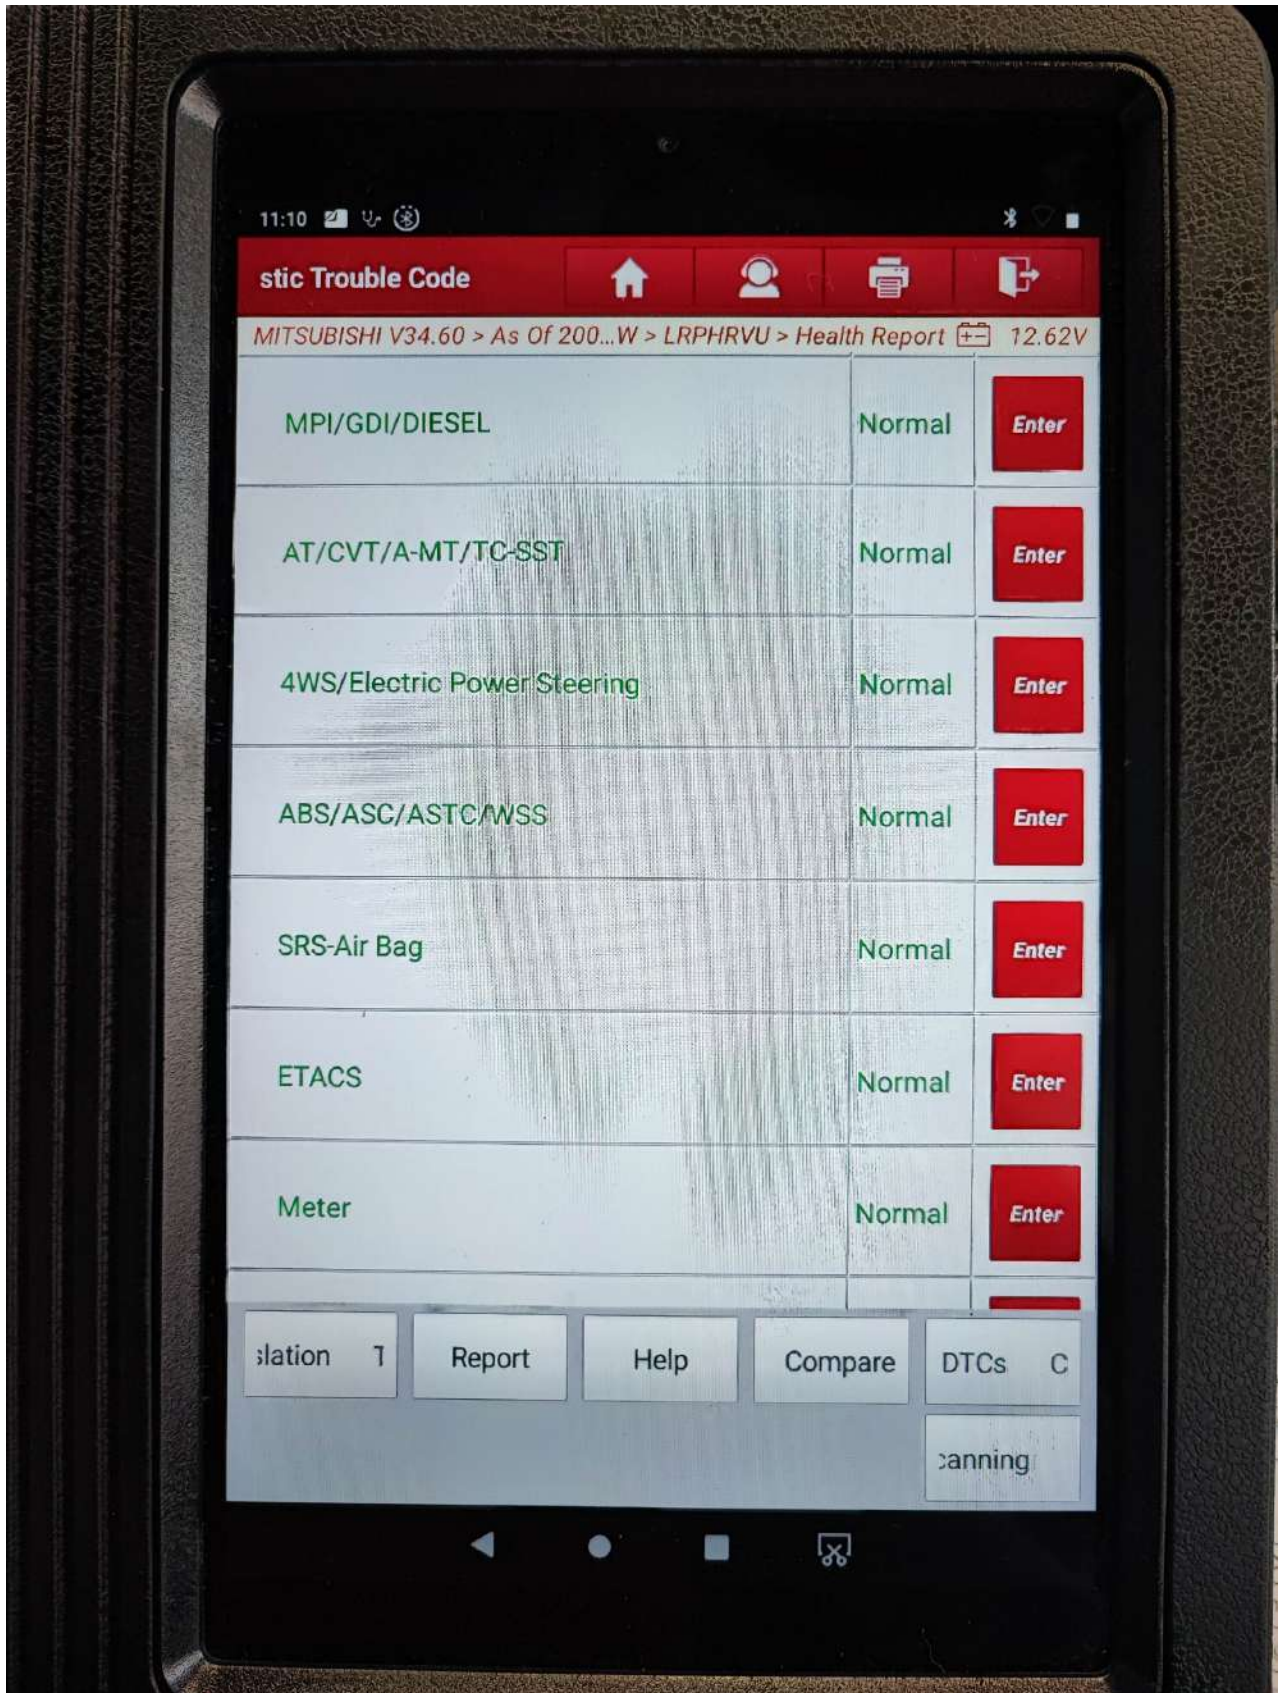 11:10
stic Trouble Code
MITSUBISHI V34.60 > As Of 200...W > LRPHRVU > Health Report 12.62V
MPI/GDI/DIESEL Normal Enter
AT/CVT/A-MT/TC-SST Normal Enter
4WS/Electric Power Steering Normal Enter
ABS/ASC/ASTC/WSS Normal Enter
SRS-Air Bag Normal Enter
ETACS Normal Enter
Meter Normal Enter
slation T Report Help Compare DTCs C
canning